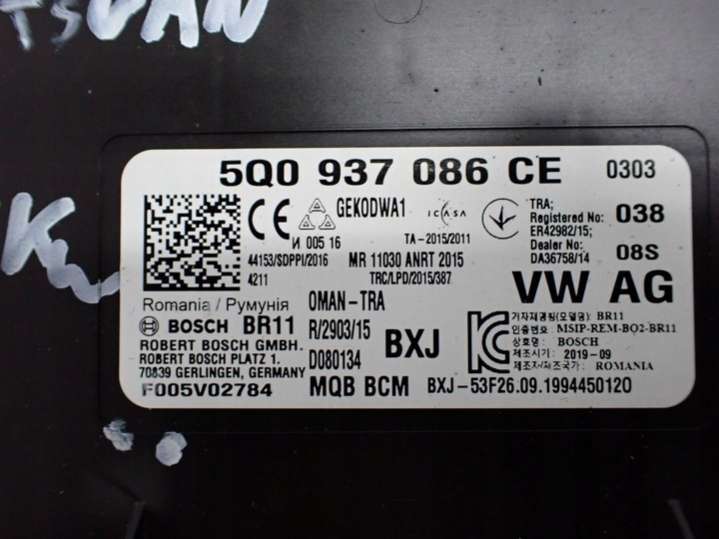 5Q0 937 086 CE 0303
CE GEKODWA1 ICASA TRA; 038
Registered No:
И 005 16 TA-2015/2011 ER42982/15;
Dealer No: 08S
44153/SDPPI/2016 MR 11030 ANRT 2015 DA36758/14
4211 TRC/LPD/2015/387 VW AG
Romania/Румунія OMAN-TRA
BOSCH BR11 R/2903/15 BXJ
기자재명칭(모델명): BR11
인증번호: MSIP-REM-BO2-BR11
ROBERT BOSCH GMBH. 상호명: BOSCH
ROBERT BOSCH PLATZ 1. D080134 제조시기: 2019-09
70839 GERLINGEN, GERMANY 제조자/제조국가: ROMANIA
F005V02784 MQB BCM BXJ-53F26.09.1994450120